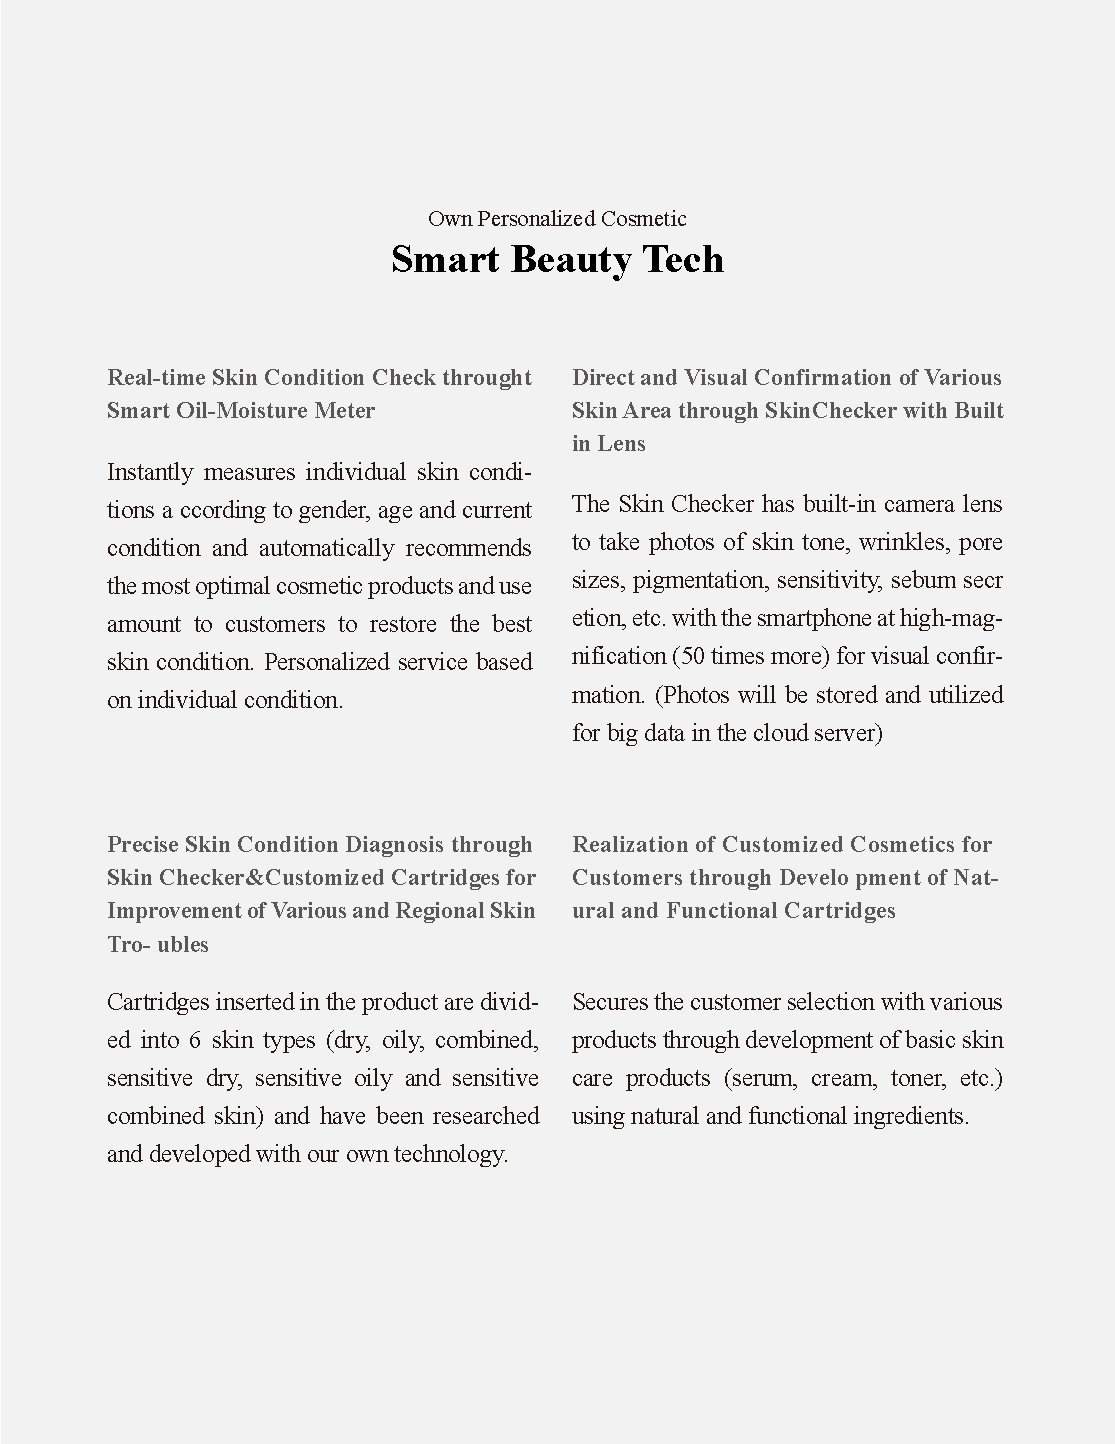 Own Personalized Cosmetic
Smart Beauty Tech
Real-time Skin Condition Check throught
Smart Oil-Moisture Meter
Instantly measures individual skin condi-
tions a ccording to gender, age and current
condition and automatically recommends
the most optimal cosmetic products and use
amount to customers to restore the best
skin condition. Personalized service based
on individual condition.
Direct and Visual Confirmation of Various
Skin Area through SkinChecker with Built
in Lens
The Skin Checker has built-in camera lens
to take photos of skin tone, wrinkles, pore
sizes, pigmentation, sensitivity, sebum secr
etion, etc. with the smartphone at high-mag-
nification (50 times more) for visual confir-
mation. (Photos will be stored and utilized
for big data in the cloud server)
Precise Skin Condition Diagnosis through
Skin Checker&Customized Cartridges for
Improvement of Various and Regional Skin
Tro- ubles
Cartridges inserted in the product are divid-
ed into 6 skin types (dry, oily, combined,
sensitive dry, sensitive oily and sensitive
combined skin) and have been researched
and developed with our own technology.
Realization of Customized Cosmetics for
Customers through Develo pment of Nat-
ural and Functional Cartridges
Secures the customer selection with various
products through development of basic skin
care products (serum, cream, toner, etc.)
using natural and functional ingredients.